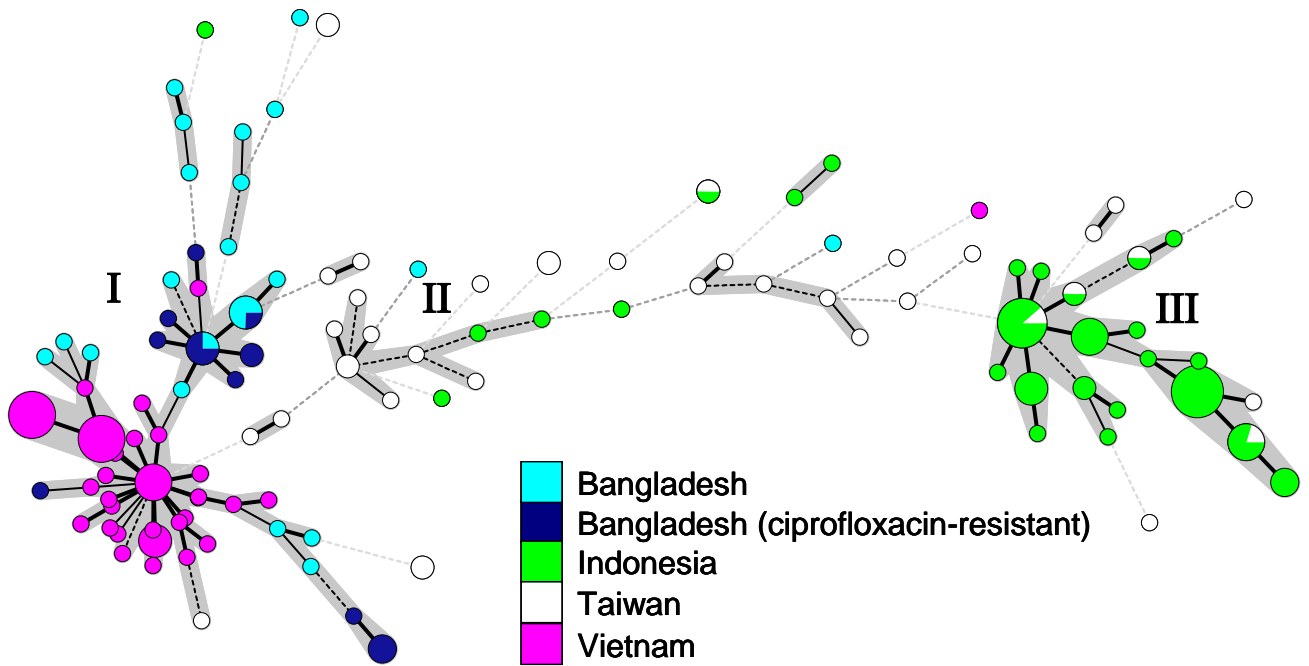 I
II
III
Bangladesh
Bangladesh (ciprofloxacin-resistant)
Indonesia
Taiwan
Vietnam